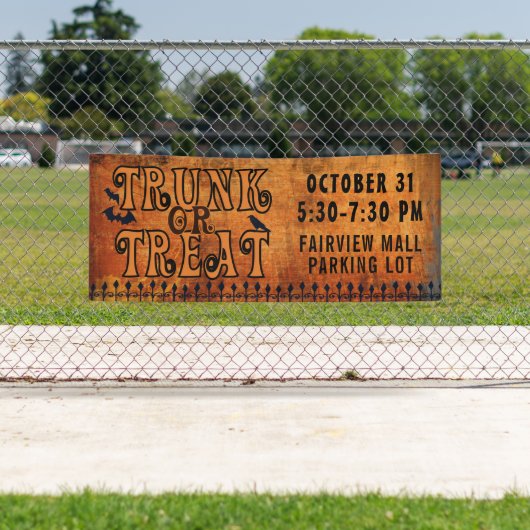 TRUNK
OR
TREAT
OCTOBER 31
5:30-7:30 PM
FAIRVIEW MALL
PARKING LOT